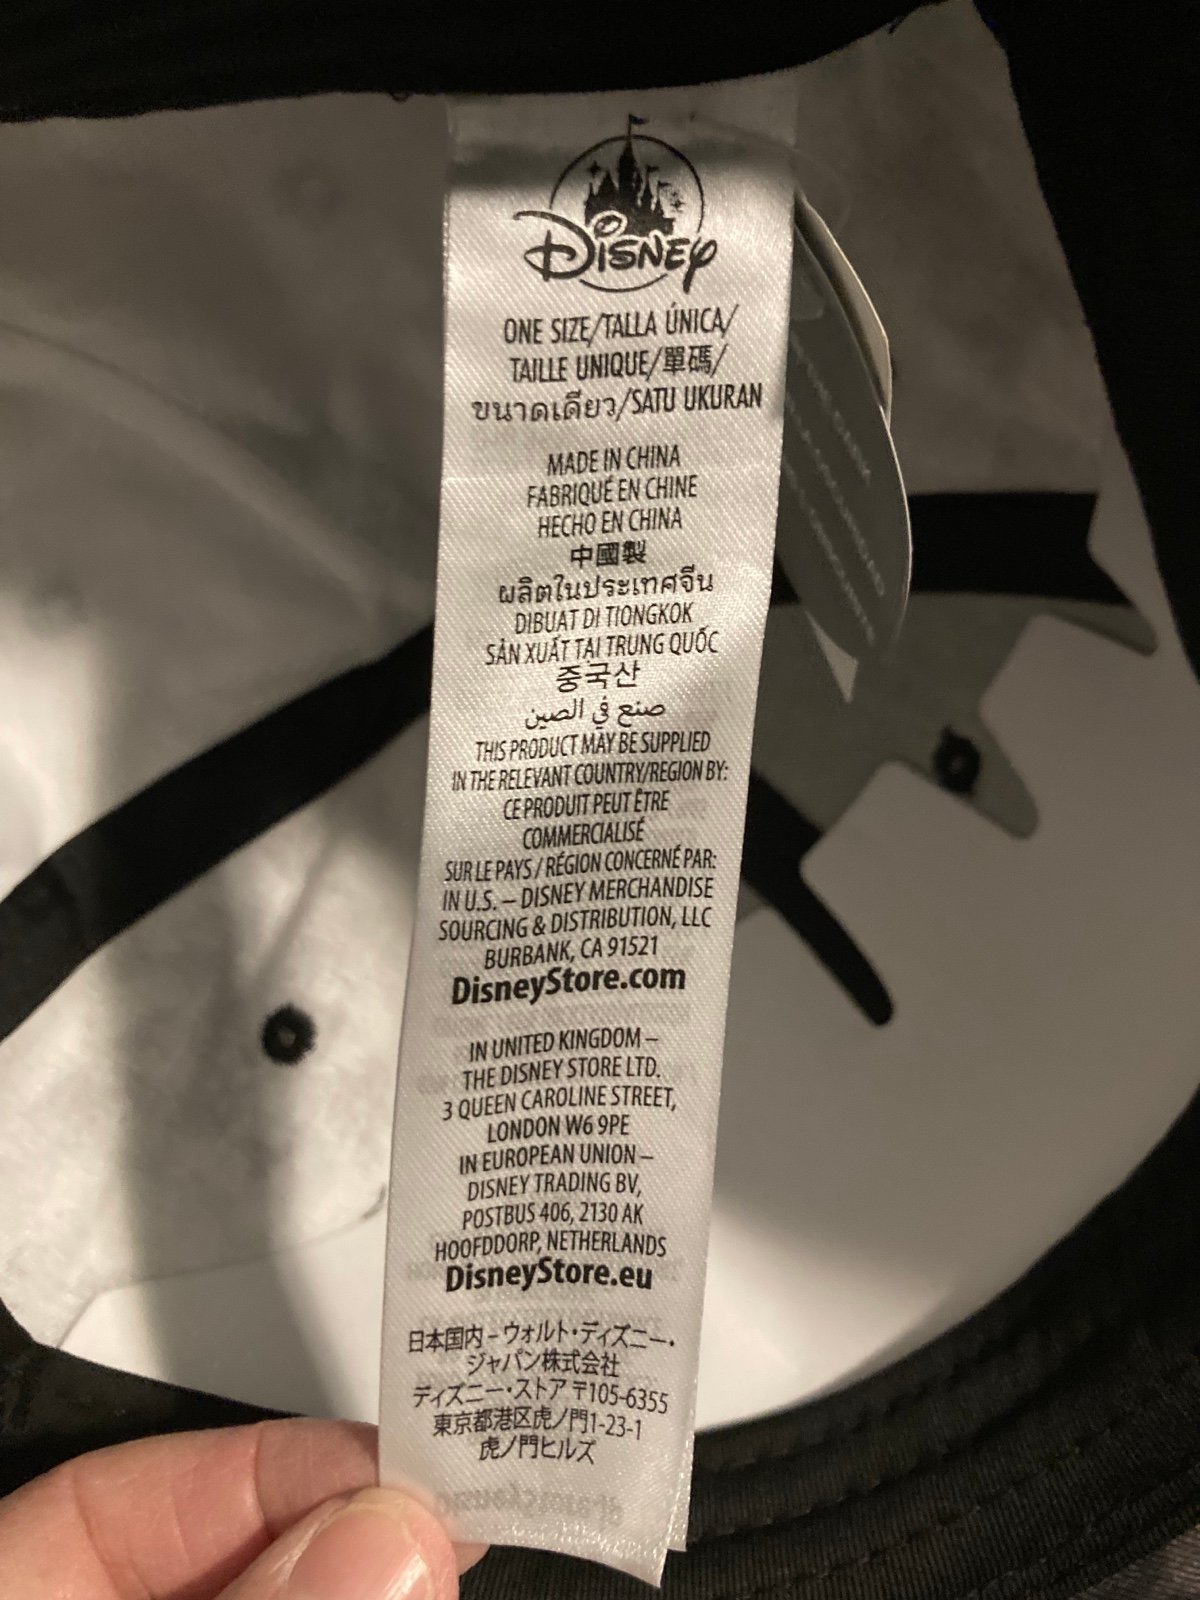 DISNEY
ONE SIZE/TALLA ÚNICA/
TAILLE UNIQUE/單碼/
ขนาดเดียว/SATU UKURAN
MADE IN CHINA
FABRIQUÉ EN CHINE
HECHO EN CHINA
中國製
ผลิตในประเทศจีน
DIBUAT DI TIONGKOK
SẢN XUẤT TẠI TRUNG QUỐC
중국산
صنع في الصين
THIS PRODUCT MAY BE SUPPLIED
IN THE RELEVANT COUNTRY/REGION BY:
CE PRODUIT PEUT ÊTRE
COMMERCIALISÉ
SUR LE PAYS / RÉGION CONCERNÉ PAR:
IN U.S. – DISNEY MERCHANDISE
SOURCING & DISTRIBUTION, LLC
BURBANK, CA 91521
DisneyStore.com
IN UNITED KINGDOM –
THE DISNEY STORE LTD.
3 QUEEN CAROLINE STREET,
LONDON W6 9PE
IN EUROPEAN UNION –
DISNEY TRADING BV,
POSTBUS 406, 2130 AK
HOOFDDORP, NETHERLANDS
DisneyStore.eu
日本国内 – ウォルト・ディズニー・
ジャパン株式会社
ディズニー・ストア 〒105-6355
東京都港区虎ノ門1-23-1
虎ノ門ヒルズ